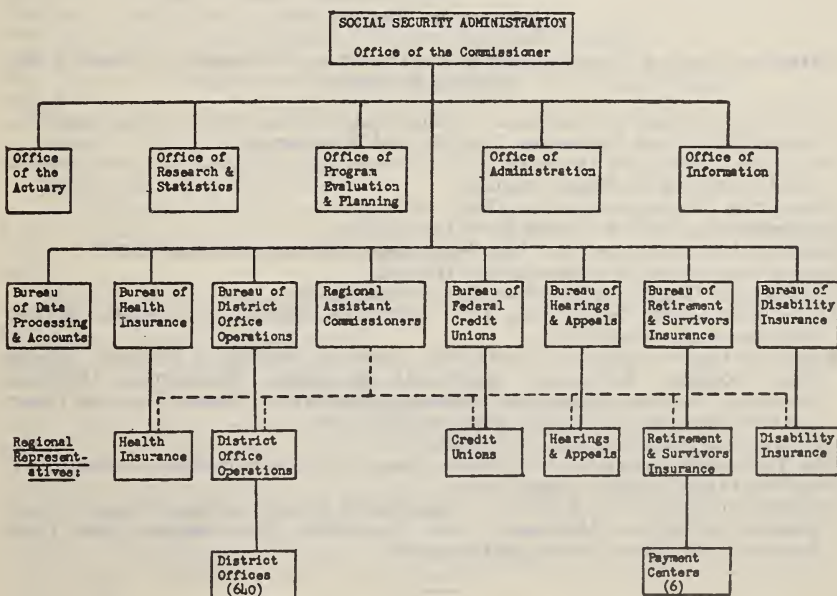 SOCIAL SECURITY ADMINISTRATION
Office of the Commissioner
Office
of the
Actuary
Office of
Research &
Statistics
Office of
Program
Evaluation
& Planning
Office of
Administration
Office of
Information
Bureau
of Data
Processing
& Accounts
Bureau of
Health
Insurance
Bureau of
District
Office
Operations
Regional
Assistant
Commissioners
Bureau of
Federal
Credit
Unions
Bureau of
Hearings
& Appeals
Bureau of
Retirement
& Survivors
Insurance
Bureau of
Disability
Insurance
Regional
Represent-
atives:
Health
Insurance
District
Office
Operations
Credit
Unions
Hearings
& Appeals
Retirement
& Survivors
Insurance
Disability
Insurance
District
Offices
(640)
Payment
Centers
(6)